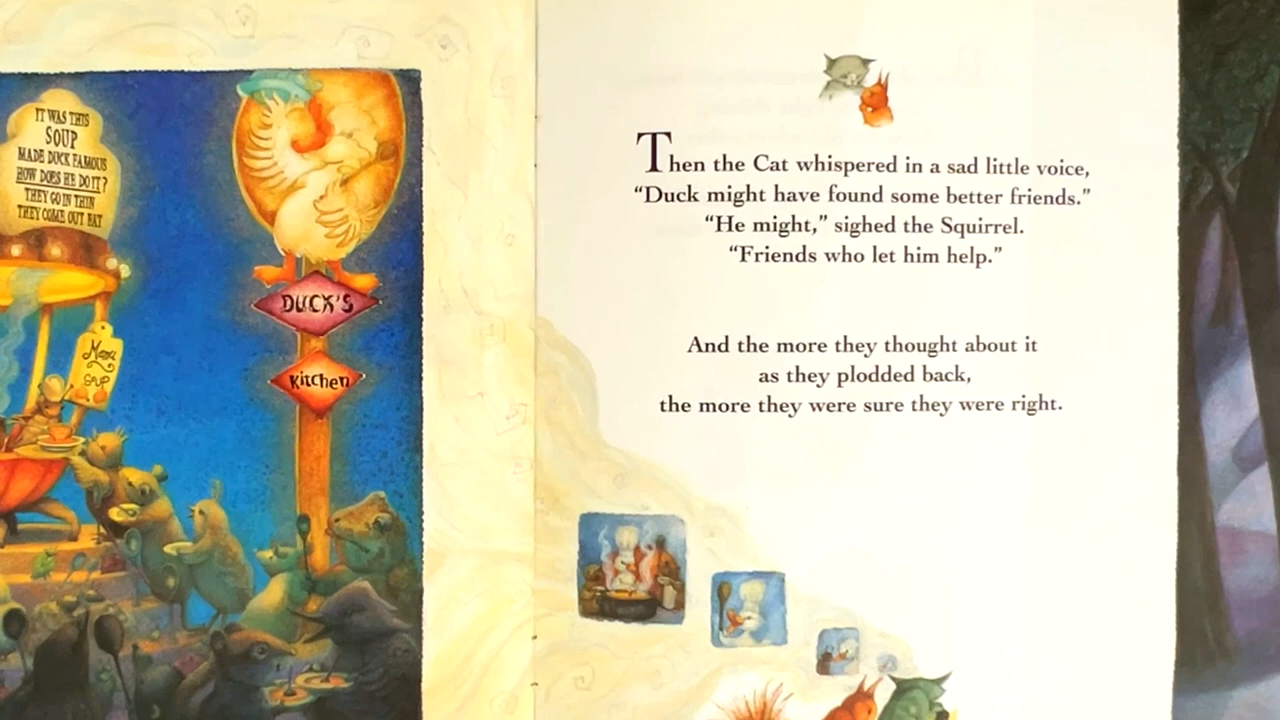 IT WAS THIS
SOUP
MADE DUCK FAMOUS
HOW DOES HE DO IT?
THEY GO IN THIN
THEY COME OUT FAT
DUCK'S
Kitchen
Menu
SOUP
Then the Cat whispered in a sad little voice,
“Duck might have found some better friends.”
“He might,” sighed the Squirrel.
“Friends who let him help.”
And the more they thought about it
as they plodded back,
the more they were sure they were right.